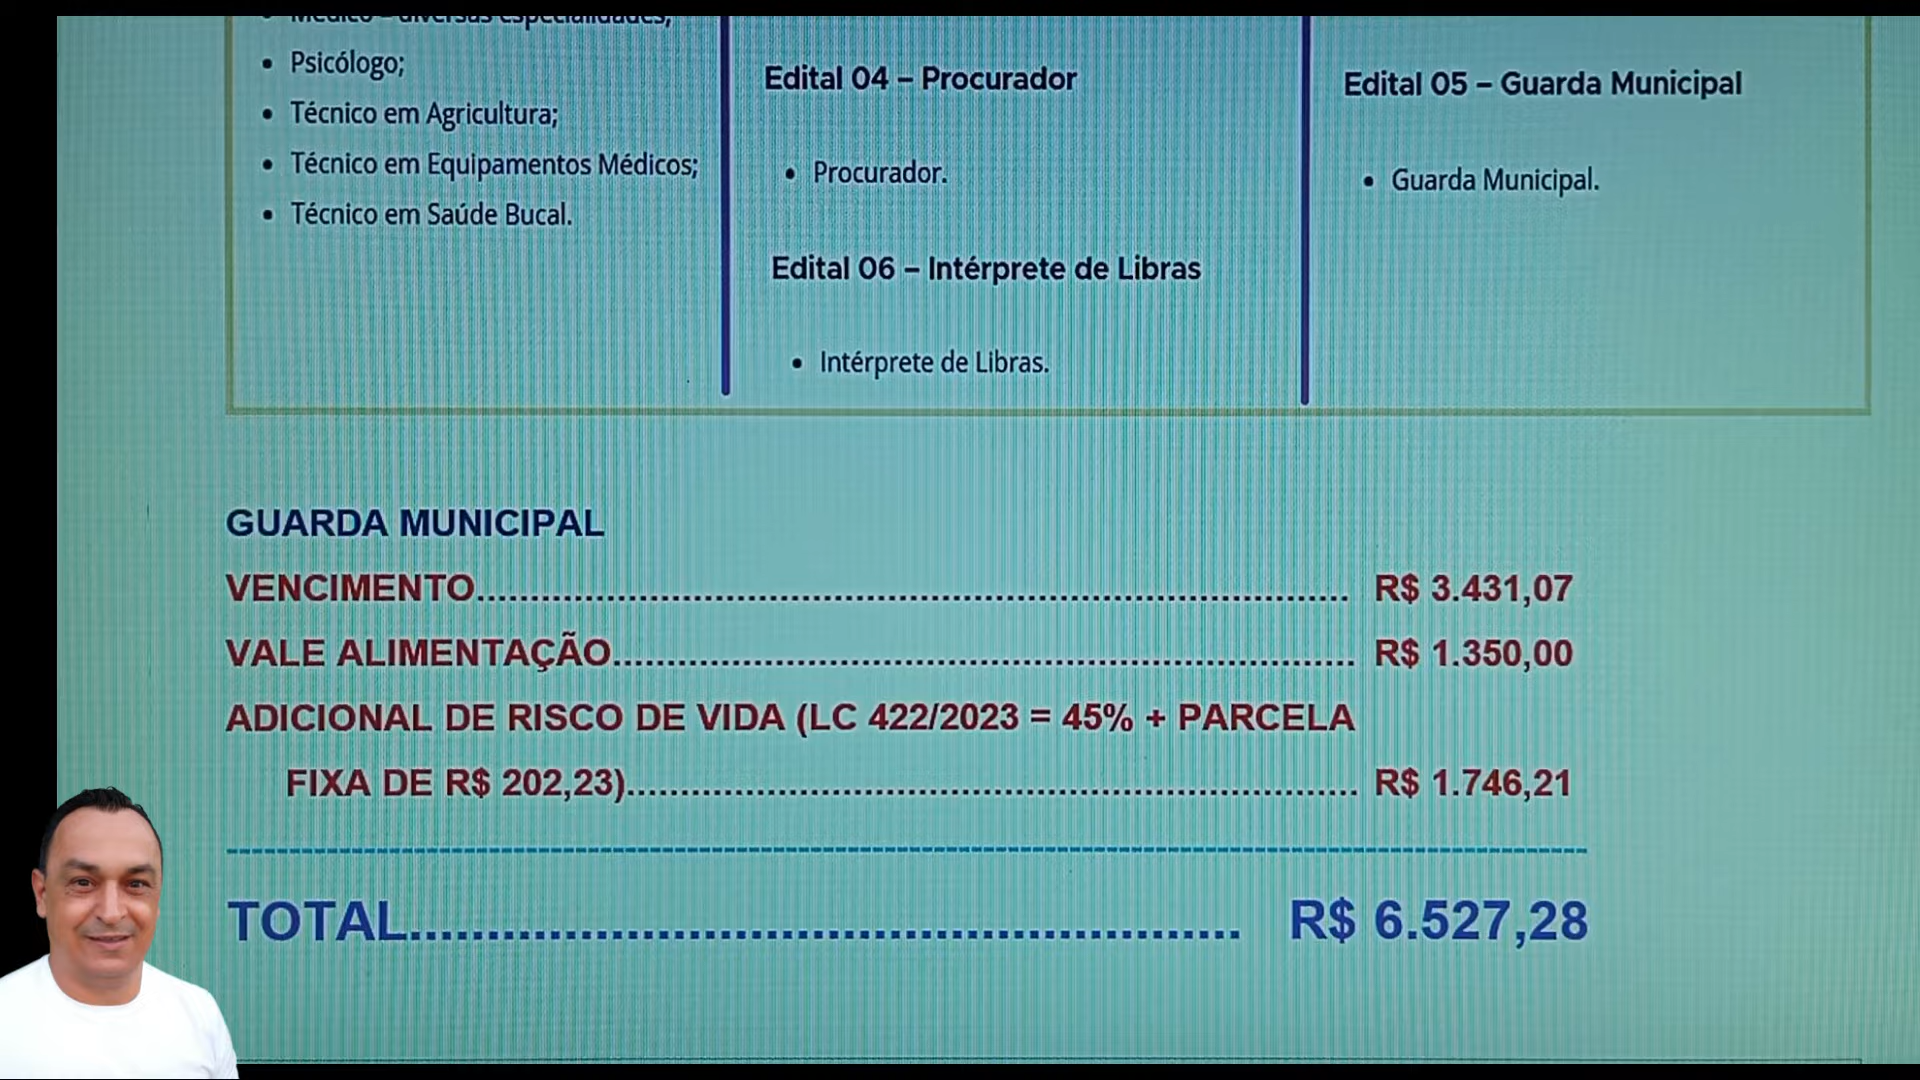 Médico – diversas especialidades;
Psicólogo;
Técnico em Agricultura;
Técnico em Equipamentos Médicos;
Técnico em Saúde Bucal.
Edital 04 – Procurador
Procurador.
Edital 06 – Intérprete de Libras
Intérprete de Libras.
Edital 05 – Guarda Municipal
Guarda Municipal.
GUARDA MUNICIPAL
VENCIMENTO.......................................................................................... R$ 3.431,07
VALE ALIMENTAÇÃO............................................................................ R$ 1.350,00
ADICIONAL DE RISCO DE VIDA (LC 422/2023 = 45% + PARCELA
FIXA DE R$ 202,23)........................................................................... R$ 1.746,21
TOTAL................................................... R$ 6.527,28